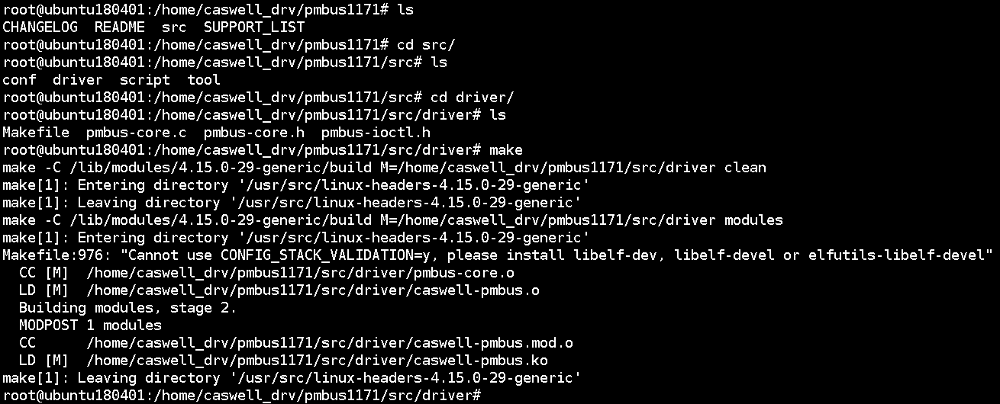 root@ubuntu180401:/home/caswell_drv/pmbus1171# ls
CHANGELOG  README  src  SUPPORT_LIST
root@ubuntu180401:/home/caswell_drv/pmbus1171# cd src/
root@ubuntu180401:/home/caswell_drv/pmbus1171/src# ls
conf  driver  script  tool
root@ubuntu180401:/home/caswell_drv/pmbus1171/src# cd driver/
root@ubuntu180401:/home/caswell_drv/pmbus1171/src/driver# ls
Makefile  pmbus-core.c  pmbus-core.h  pmbus-ioctl.h
root@ubuntu180401:/home/caswell_drv/pmbus1171/src/driver# make
make -C /lib/modules/4.15.0-29-generic/build M=/home/caswell_drv/pmbus1171/src/driver clean
make[1]: Entering directory '/usr/src/linux-headers-4.15.0-29-generic'
make[1]: Leaving directory '/usr/src/linux-headers-4.15.0-29-generic'
make -C /lib/modules/4.15.0-29-generic/build M=/home/caswell_drv/pmbus1171/src/driver modules
make[1]: Entering directory '/usr/src/linux-headers-4.15.0-29-generic'
Makefile:976: "Cannot use CONFIG_STACK_VALIDATION=y, please install libelf-dev, libelf-devel or elfutils-libelf-devel"
  CC [M]  /home/caswell_drv/pmbus1171/src/driver/pmbus-core.o
  LD [M]  /home/caswell_drv/pmbus1171/src/driver/caswell-pmbus.o
  Building modules, stage 2.
  MODPOST 1 modules
  CC      /home/caswell_drv/pmbus1171/src/driver/caswell-pmbus.mod.o
  LD [M]  /home/caswell_drv/pmbus1171/src/driver/caswell-pmbus.ko
make[1]: Leaving directory '/usr/src/linux-headers-4.15.0-29-generic'
root@ubuntu180401:/home/caswell_drv/pmbus1171/src/driver#